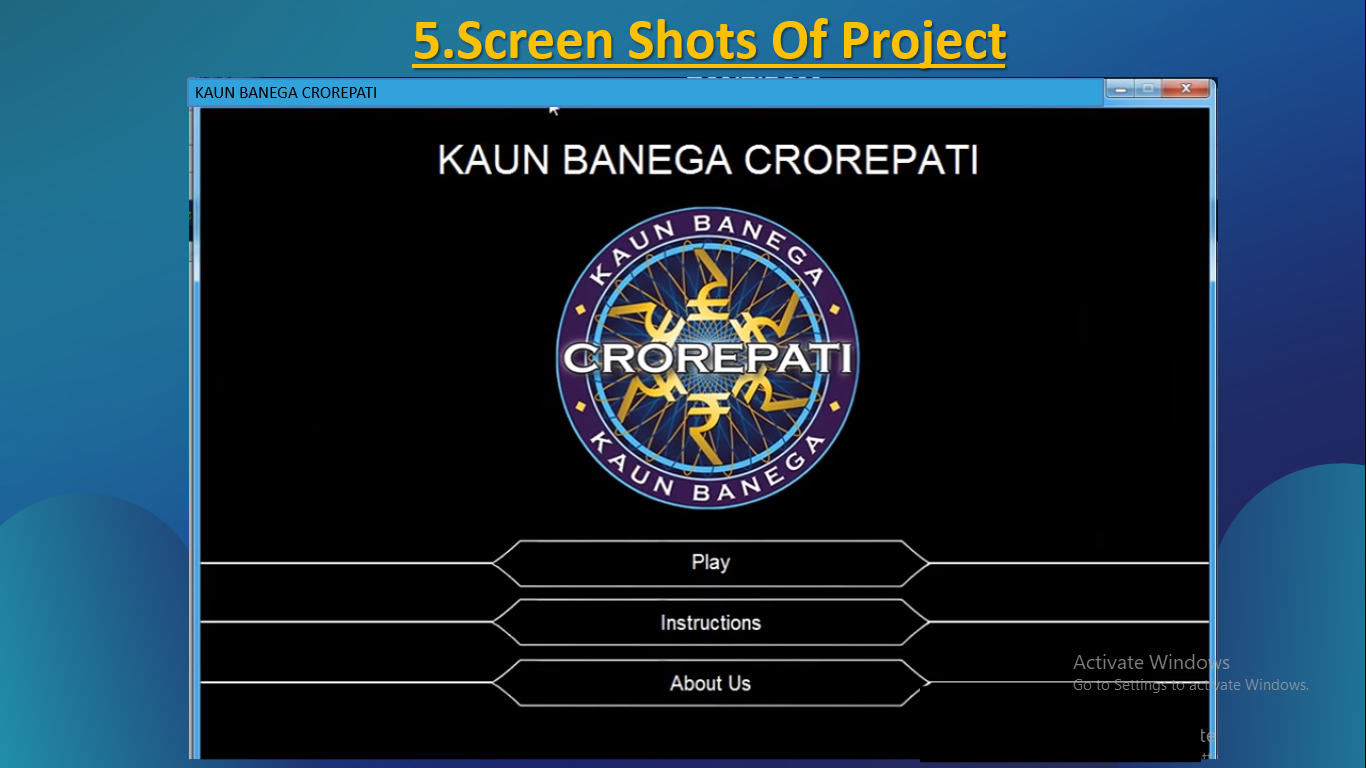 5.Screen Shots Of Project
KAUN BANEGA CROREPATI
KAUN BANEGA CROREPATI
KAUN BANEGA
CROREPATI
KAUN BANEGA
Play
Instructions
About Us
Activate Windows
Go to Settings to activate Windows.